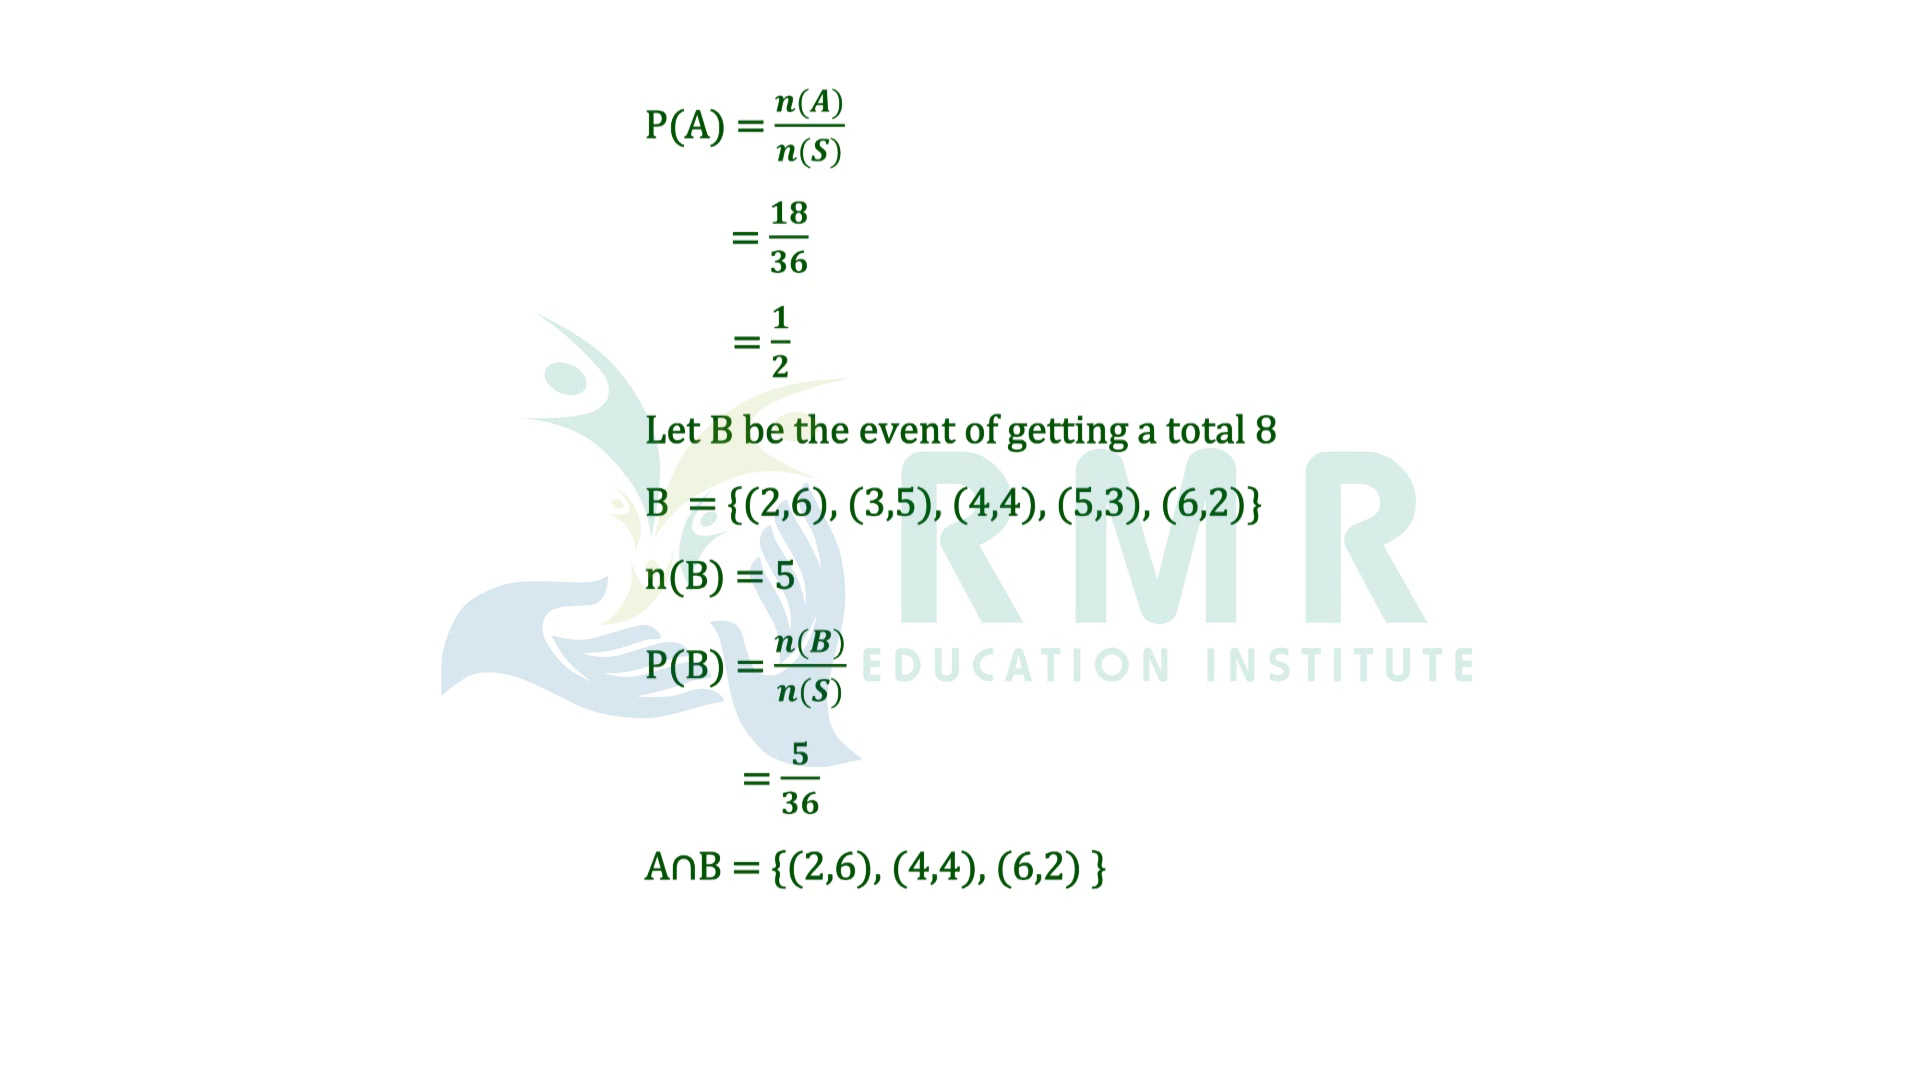 P(A) = n(A)/n(S)
= 18/36
= 1/2
Let B be the event of getting a total 8
B = {(2,6), (3,5), (4,4), (5,3), (6,2)}
n(B) = 5
P(B) = n(B)/n(S)
= 5/36
A∩B = {(2,6), (4,4), (6,2) }
RMR
EDUCATION INSTITUTE